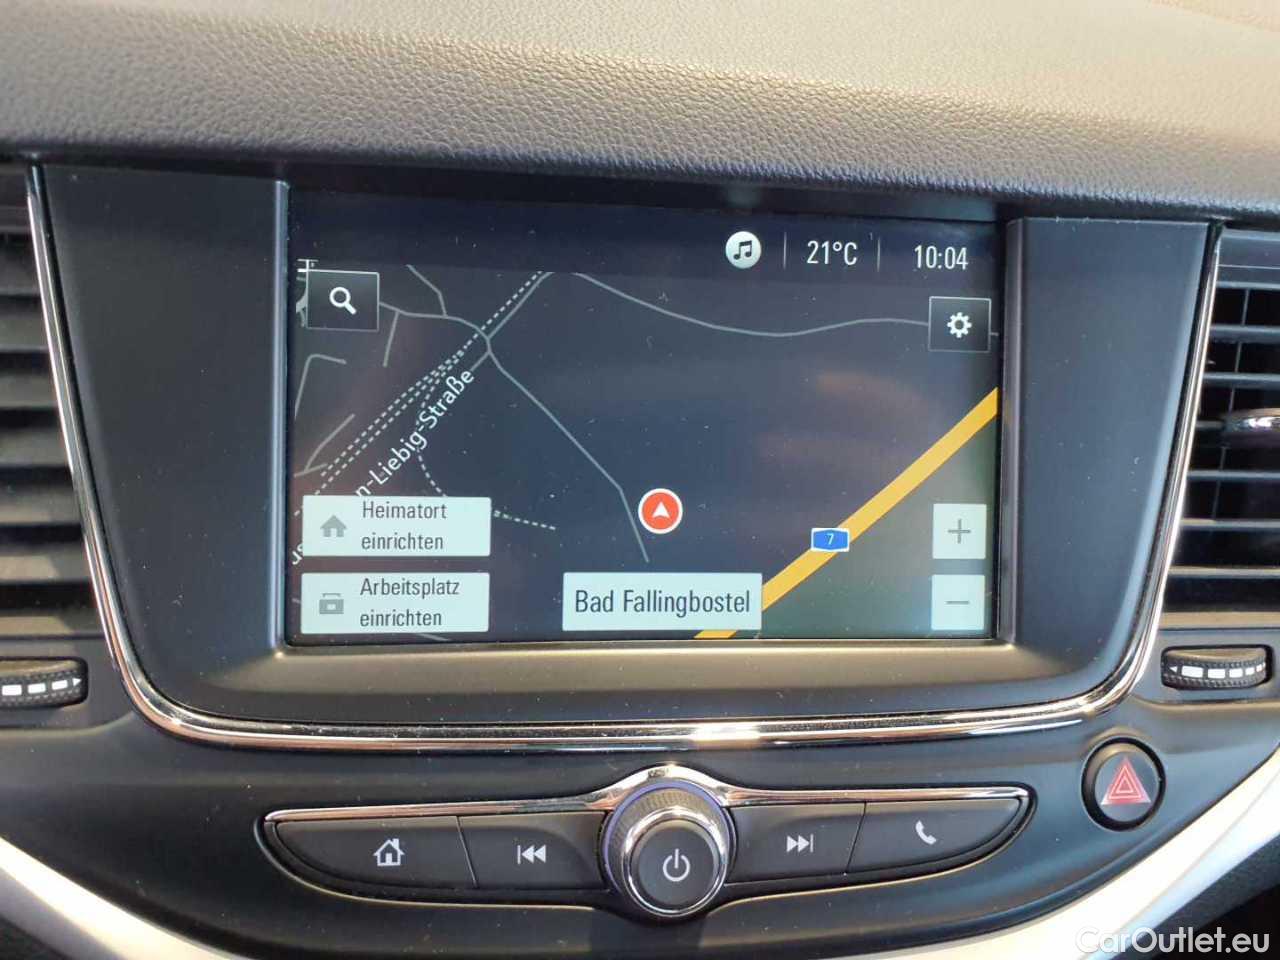 21°C
10:04
n-Liebig-Straße
7
Heimatort
einrichten
Arbeitsplatz
einrichten
Bad Fallingbostel
CarOutlet.eu